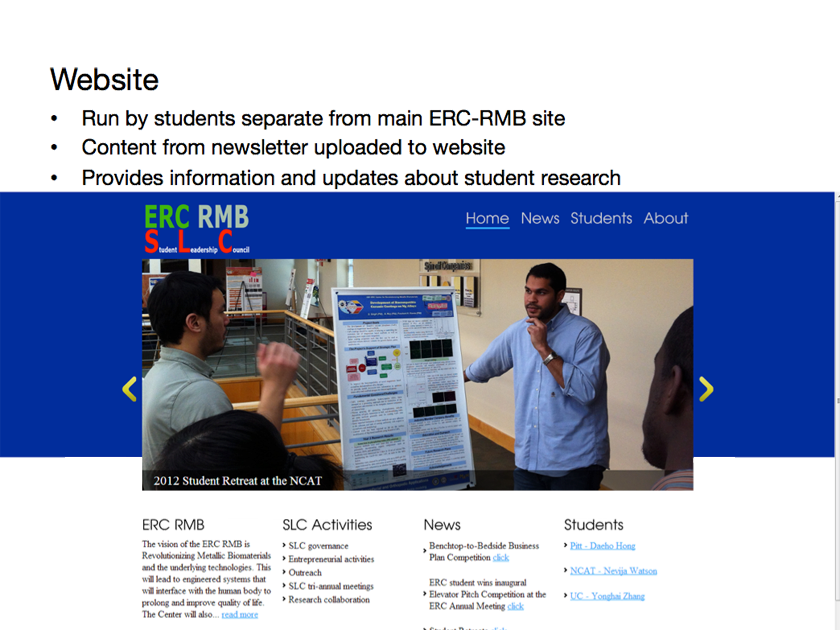 Website
• Run by students separate from main ERC-RMB site
• Content from newsletter uploaded to website
• Provides information and updates about student research
ERC RMB
Student Leadership Council
Home News Students About
2012 Student Retreat at the NCAT
ERC RMB
The vision of the ERC RMB is
Revolutionizing Metallic Biomaterials
and the underlying technologies. This
will lead to engineered systems that
will interface with the human body to
prolong and improve quality of life.
The Center will also... read more
SLC Activities
SLC governance
Entrepreneurial activities
Outreach
SLC tri-annual meetings
Research collaboration
News
Benchtop-to-Bedside Business
Plan Competition click
ERC student wins inaugural
Elevator Pitch Competition at the
ERC Annual Meeting click
Students
Pitt - Daeho Hong
NCAT - Nevija Watson
UC - Yonghai Zhang